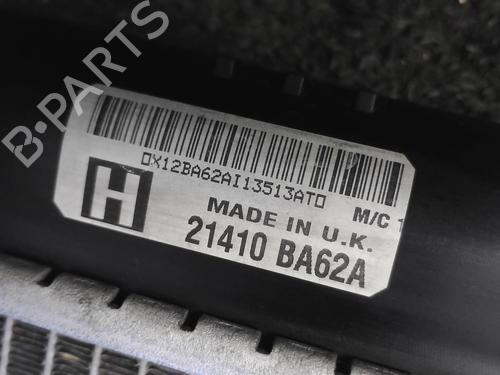 B-PARTS
0X12BA62AI13513AT0
H
M/C 1
MADE IN U.K.
21410 BA62A